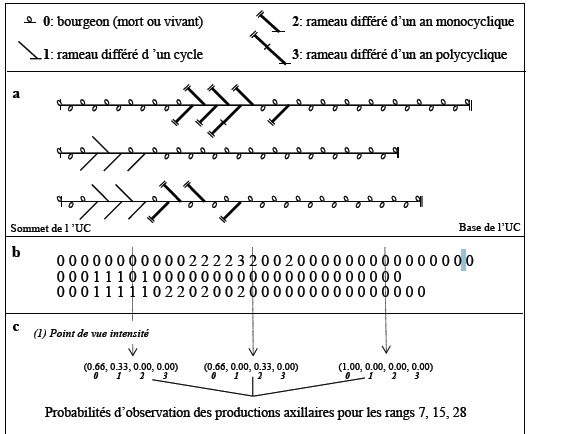 0: bourgeon (mort ou vivant)
2: rameau différé d'un an monocyclique
1: rameau différé d 'un cycle
3: rameau différé d'un an polycyclique
a
Sommet de l 'UC
Base de l'UC
b
0 0 0 0 0 0 0 0 0 0 0 2 2 2 2 3 2 0 0 2 0 0 0 0 0 0 0 0 0 0 0 0 0 0 0
0 0 0 1 1 1 0 1 0 0 0 0 0 0 0 0 0 0 0 0 0 0 0 0 0 0 0 0 0
0 0 0 1 1 1 1 1 0 2 2 0 2 0 0 2 0 0 0 0 0 0 0 0 0 0 0 0 0 0 0
c
(1) Point de vue intensité
(0.66, 0.33, 0.00, 0.00) (0.66, 0.00, 0.33, 0.00) (1.00, 0.00, 0.00, 0.00)
0 1 2 3 0 1 2 3 0 1 2 3
Probabilités d'observation des productions axillaires pour les rangs 7, 15, 28